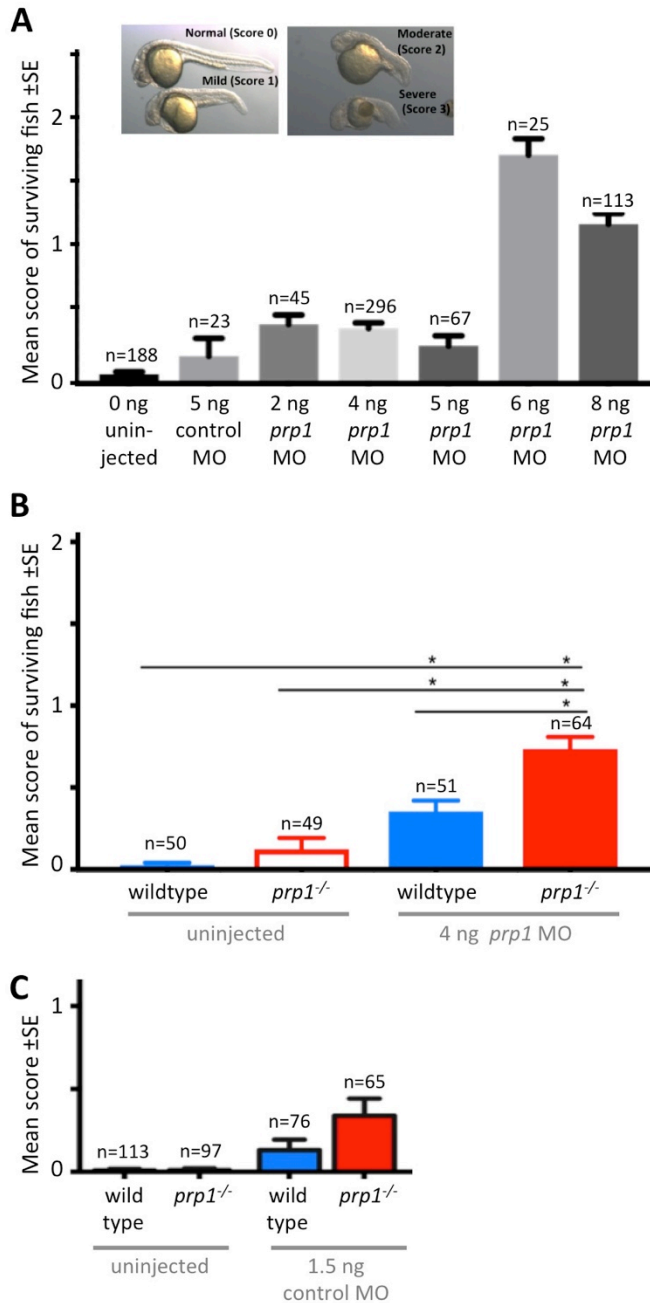 A
Normal (Score 0)
Mild (Score 1)
Moderate
(Score 2)
Severe
(Score 3)
Mean score of surviving fish ±SE
2
1
0
n=188
n=23
n=45
n=296
n=67
n=25
n=113
0 ng
unin-
jected
5 ng
control
MO
2 ng
prp1
MO
4 ng
prp1
MO
5 ng
prp1
MO
6 ng
prp1
MO
8 ng
prp1
MO
B
Mean score of surviving fish ±SE
2
1
0
* *
* *
*
n=50
n=49
n=51
n=64
wildtype
prp1-/-
wildtype
prp1-/-
uninjected
4 ng prp1 MO
C
Mean score ±SE
1
0
n=113
n=97
n=76
n=65
wild
type
prp1-/-
wild
type
prp1-/-
uninjected
1.5 ng
control MO